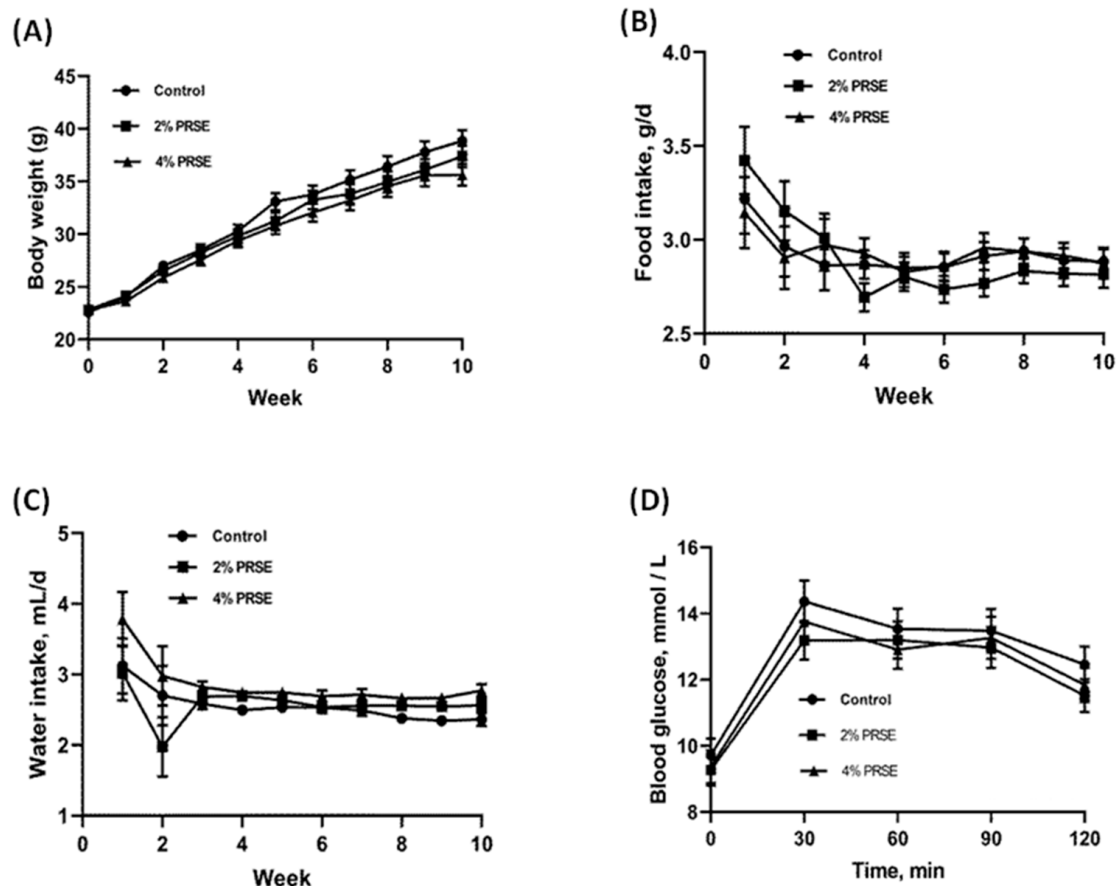 (A)
Body weight (g)
45
40
35
30
25
20
0 2 4 6 8 10
Week
Control
2% PRSE
4% PRSE
(B)
Food intake, g/d
4.0
3.5
3.0
2.5
0 2 4 6 8 10
Week
Control
2% PRSE
4% PRSE
(C)
Water intake, mL/d
5
4
3
2
1
0 2 4 6 8 10
Week
Control
2% PRSE
4% PRSE
(D)
Blood glucose, mmol / L
16
14
12
10
8
0 30 60 90 120
Time, min
Control
2% PRSE
4% PRSE